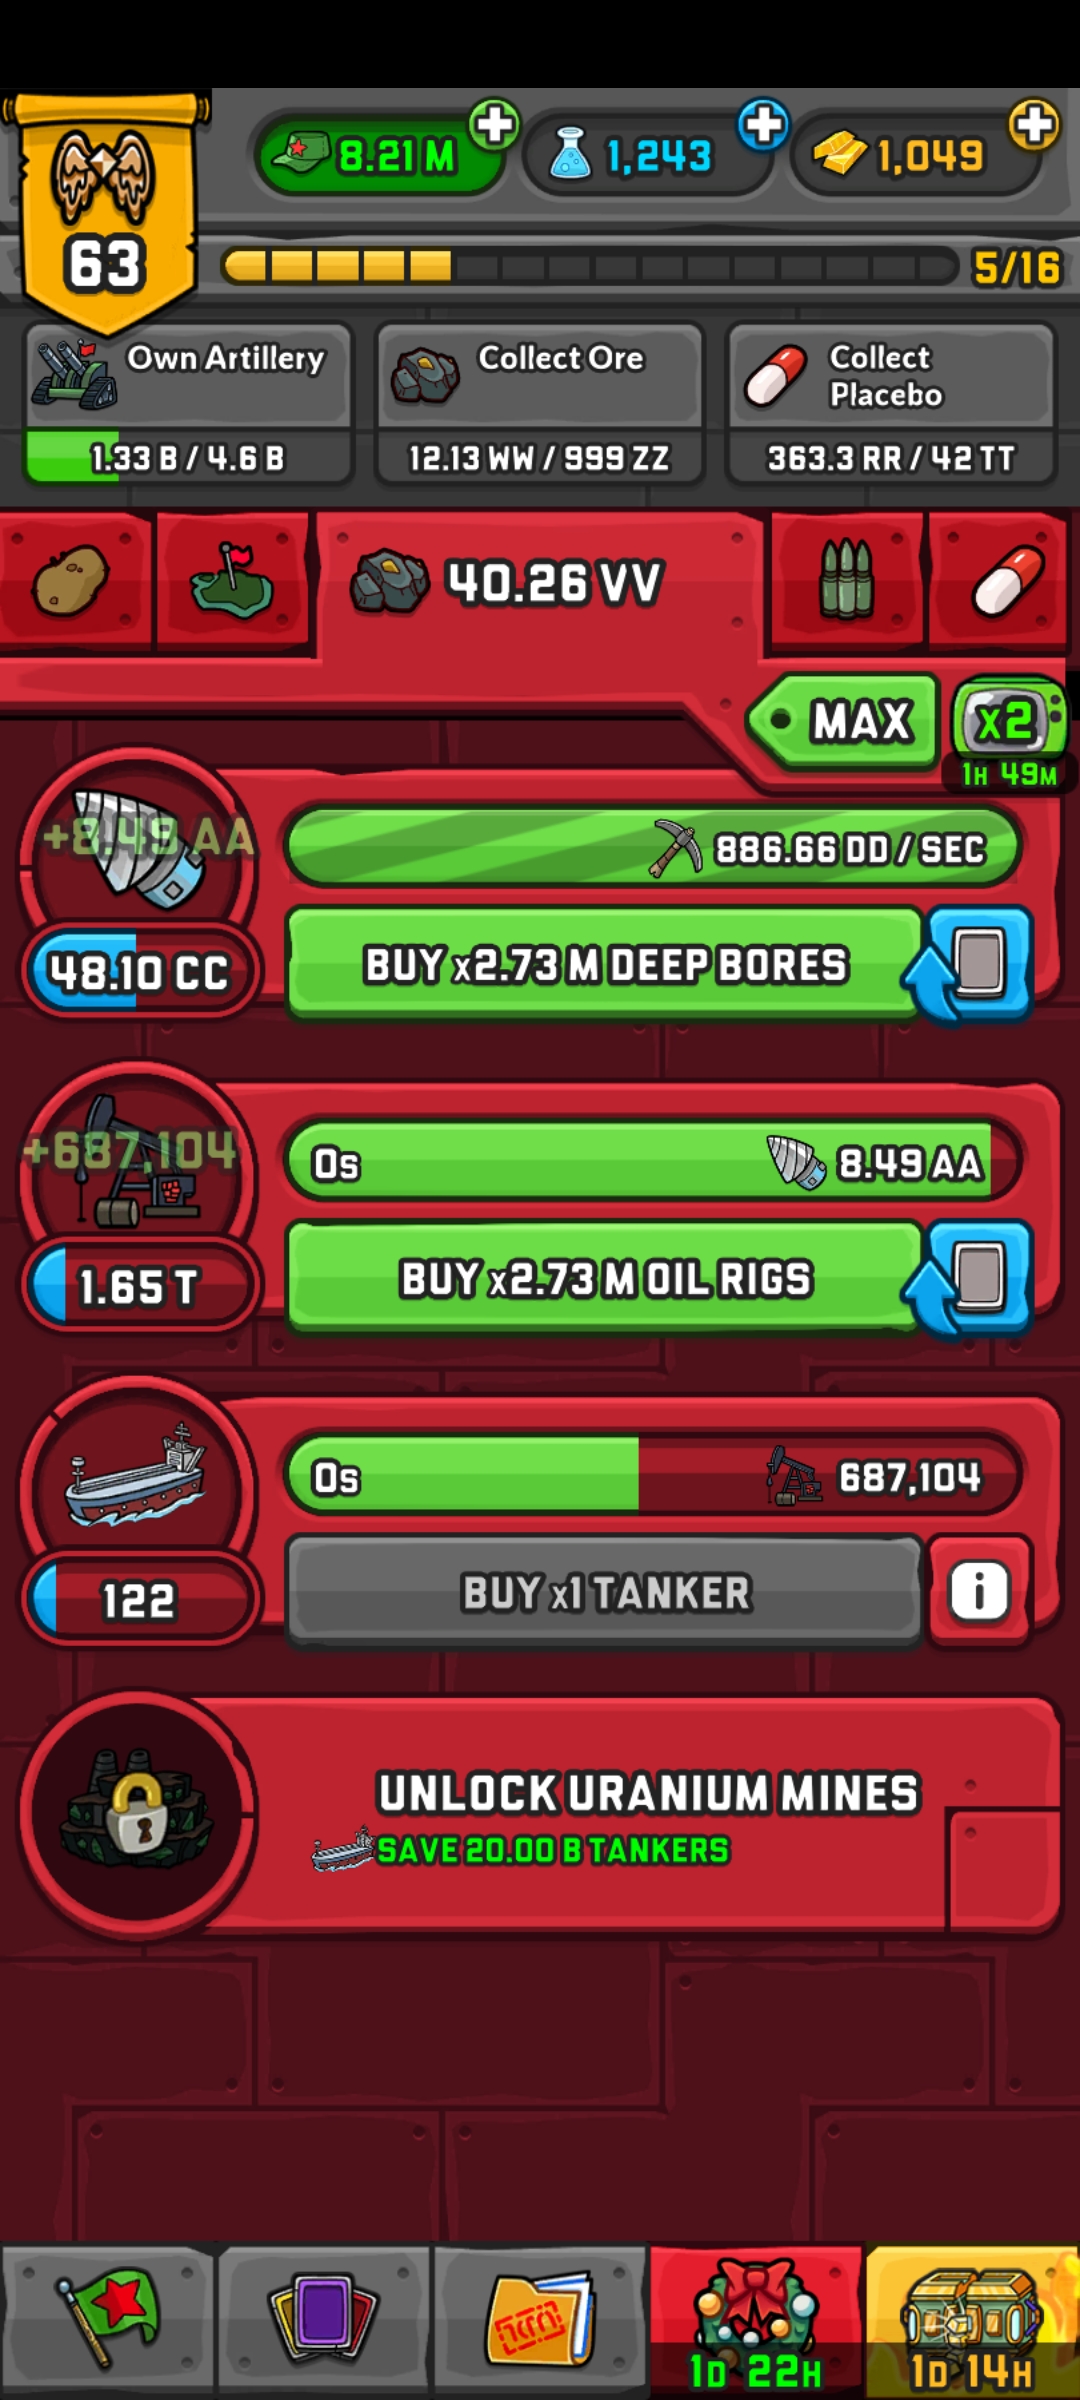 8.21 M
1,243
1,049
63
5/16
Own Artillery
1.33 B / 4.6 B
Collect Ore
12.13 WW / 999 ZZ
Collect
Placebo
363.3 RR / 42 TT
40.26 VV
MAX
x2
1H 49M
+8.49 AA
886.66 DD / SEC
48.10 CC
BUY x2.73 M DEEP BORES
+687,104
0s
8.49 AA
1.65 T
BUY x2.73 M OIL RIGS
0s
687,104
122
BUY x1 TANKER
i
UNLOCK URANIUM MINES
SAVE 20.00 B TANKERS
1D 22H
1D 14H